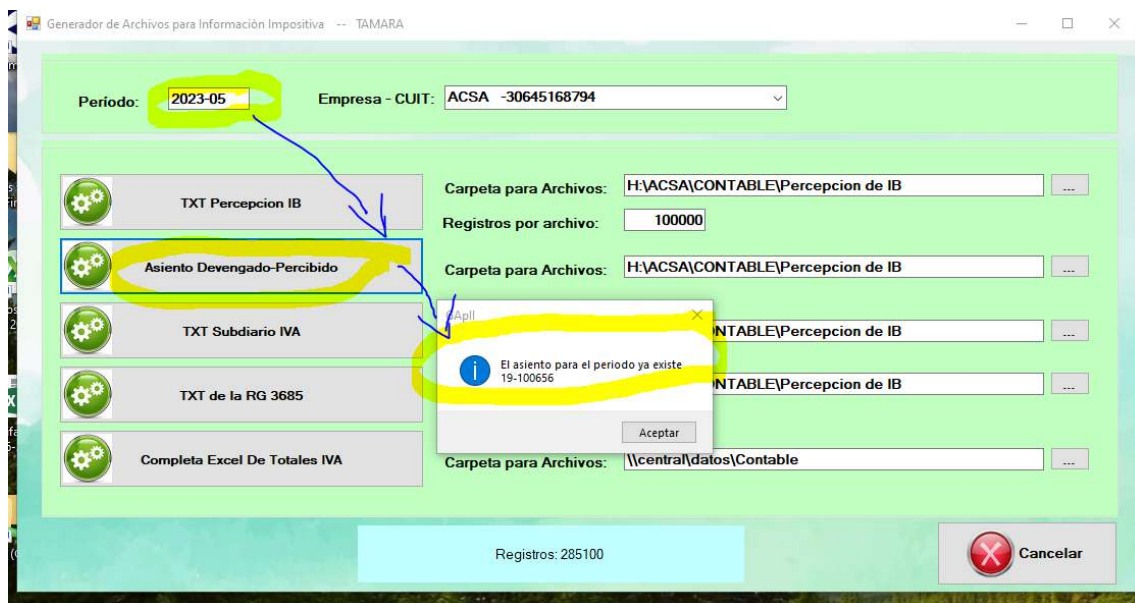 Generador de Archivos para Información Impositiva -- TAMARA
Período: 2023-05 Empresa - CUIT: ACSA -30645168794
TXT Percepcion IB
Carpeta para Archivos: H:\ACSA\CONTABLE\Percepcion de IB ...
Registros por archivo: 100000
Asiento Devengado-Percibido
Carpeta para Archivos: H:\ACSA\CONTABLE\Percepcion de IB ...
TXT Subdiario IVA
NTABLE\Percepcion de IB ...
GApll
El asiento para el periodo ya existe
19-100656
Aceptar
TXT de la RG 3685
NTABLE\Percepcion de IB ...
Completa Excel De Totales IVA
Carpeta para Archivos: \\central\datos\Contable ...
Registros: 285100
Cancelar